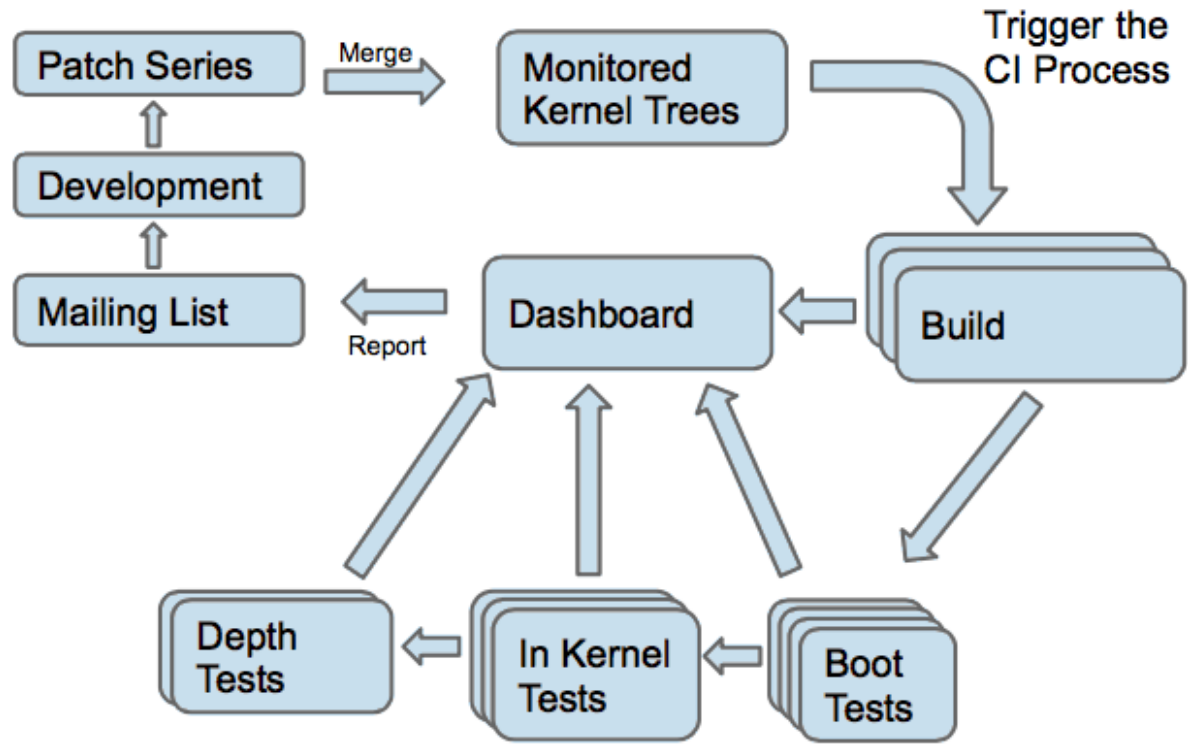 Patch Series
Merge
Monitored
Kernel Trees
Trigger the
CI Process
Development
Mailing List
Report
Dashboard
Build
Depth
Tests
In Kernel
Tests
Boot
Tests